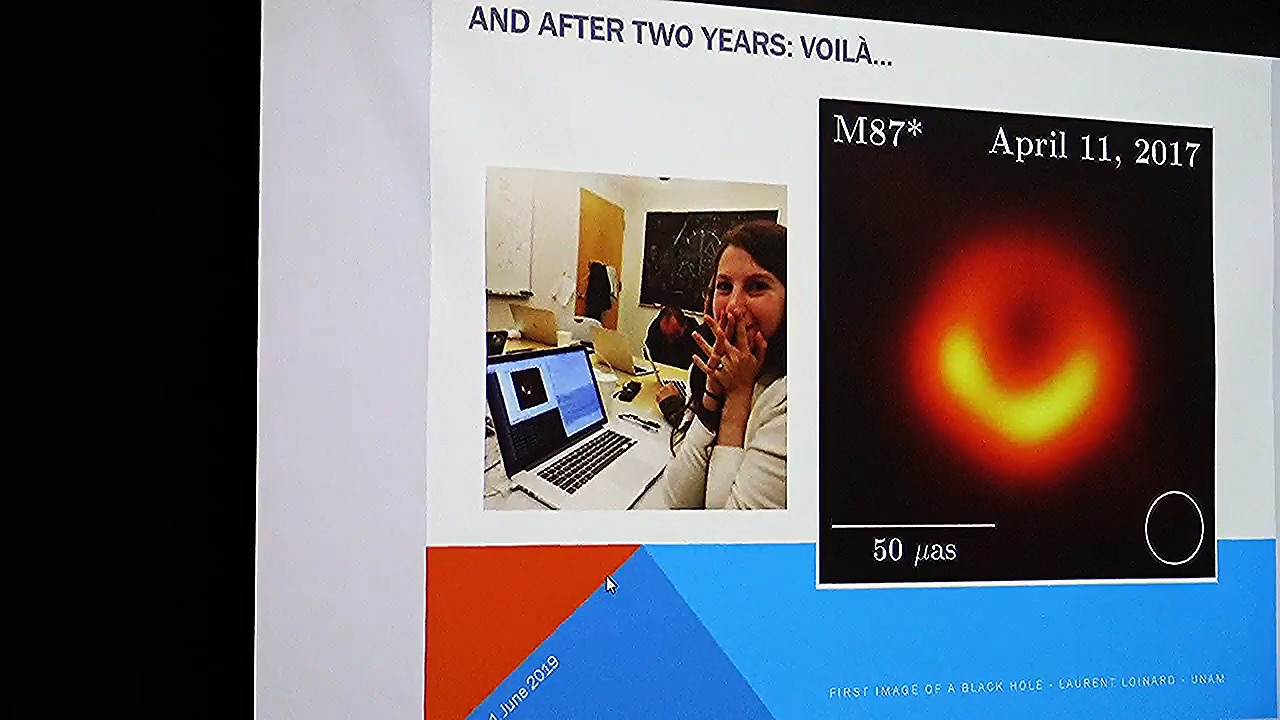 AND AFTER TWO YEARS: VOILÀ...
M87* April 11, 2017
50 µas
1 June 2019
FIRST IMAGE OF A BLACK HOLE - LAURENT LOINARD - UNAM